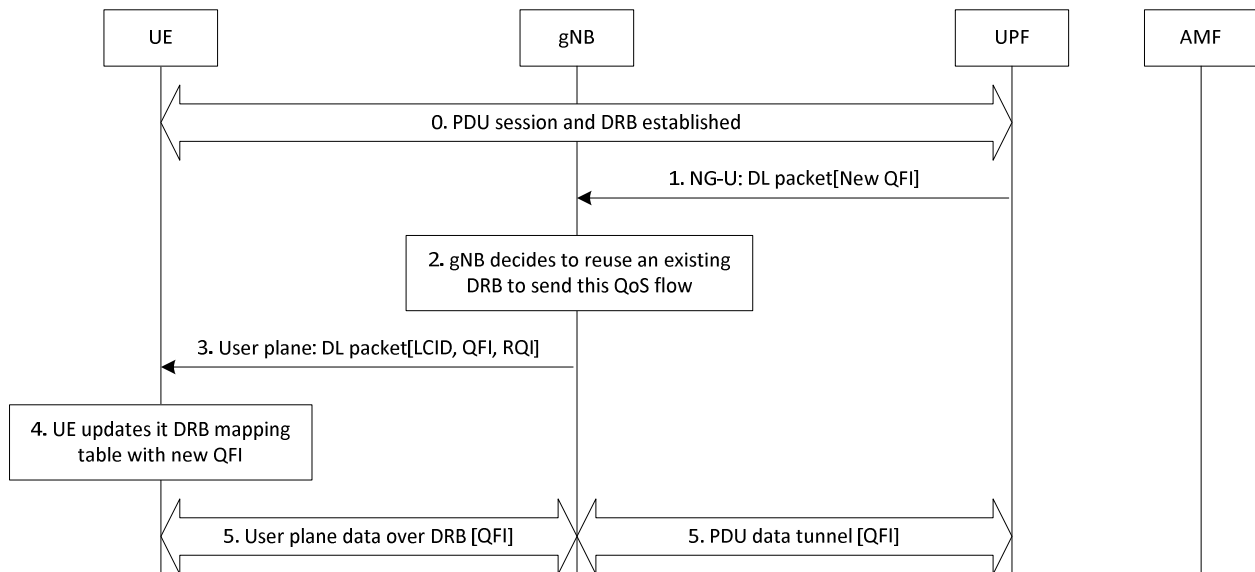 UE
gNB
UPF
AMF
0. PDU session and DRB established
1. NG-U: DL packet[New QFI]
2. gNB decides to reuse an existing
DRB to send this QoS flow
3. User plane: DL packet[LCID, QFI, RQI]
4. UE updates it DRB mapping
table with new QFI
5. User plane data over DRB [QFI]
5. PDU data tunnel [QFI]